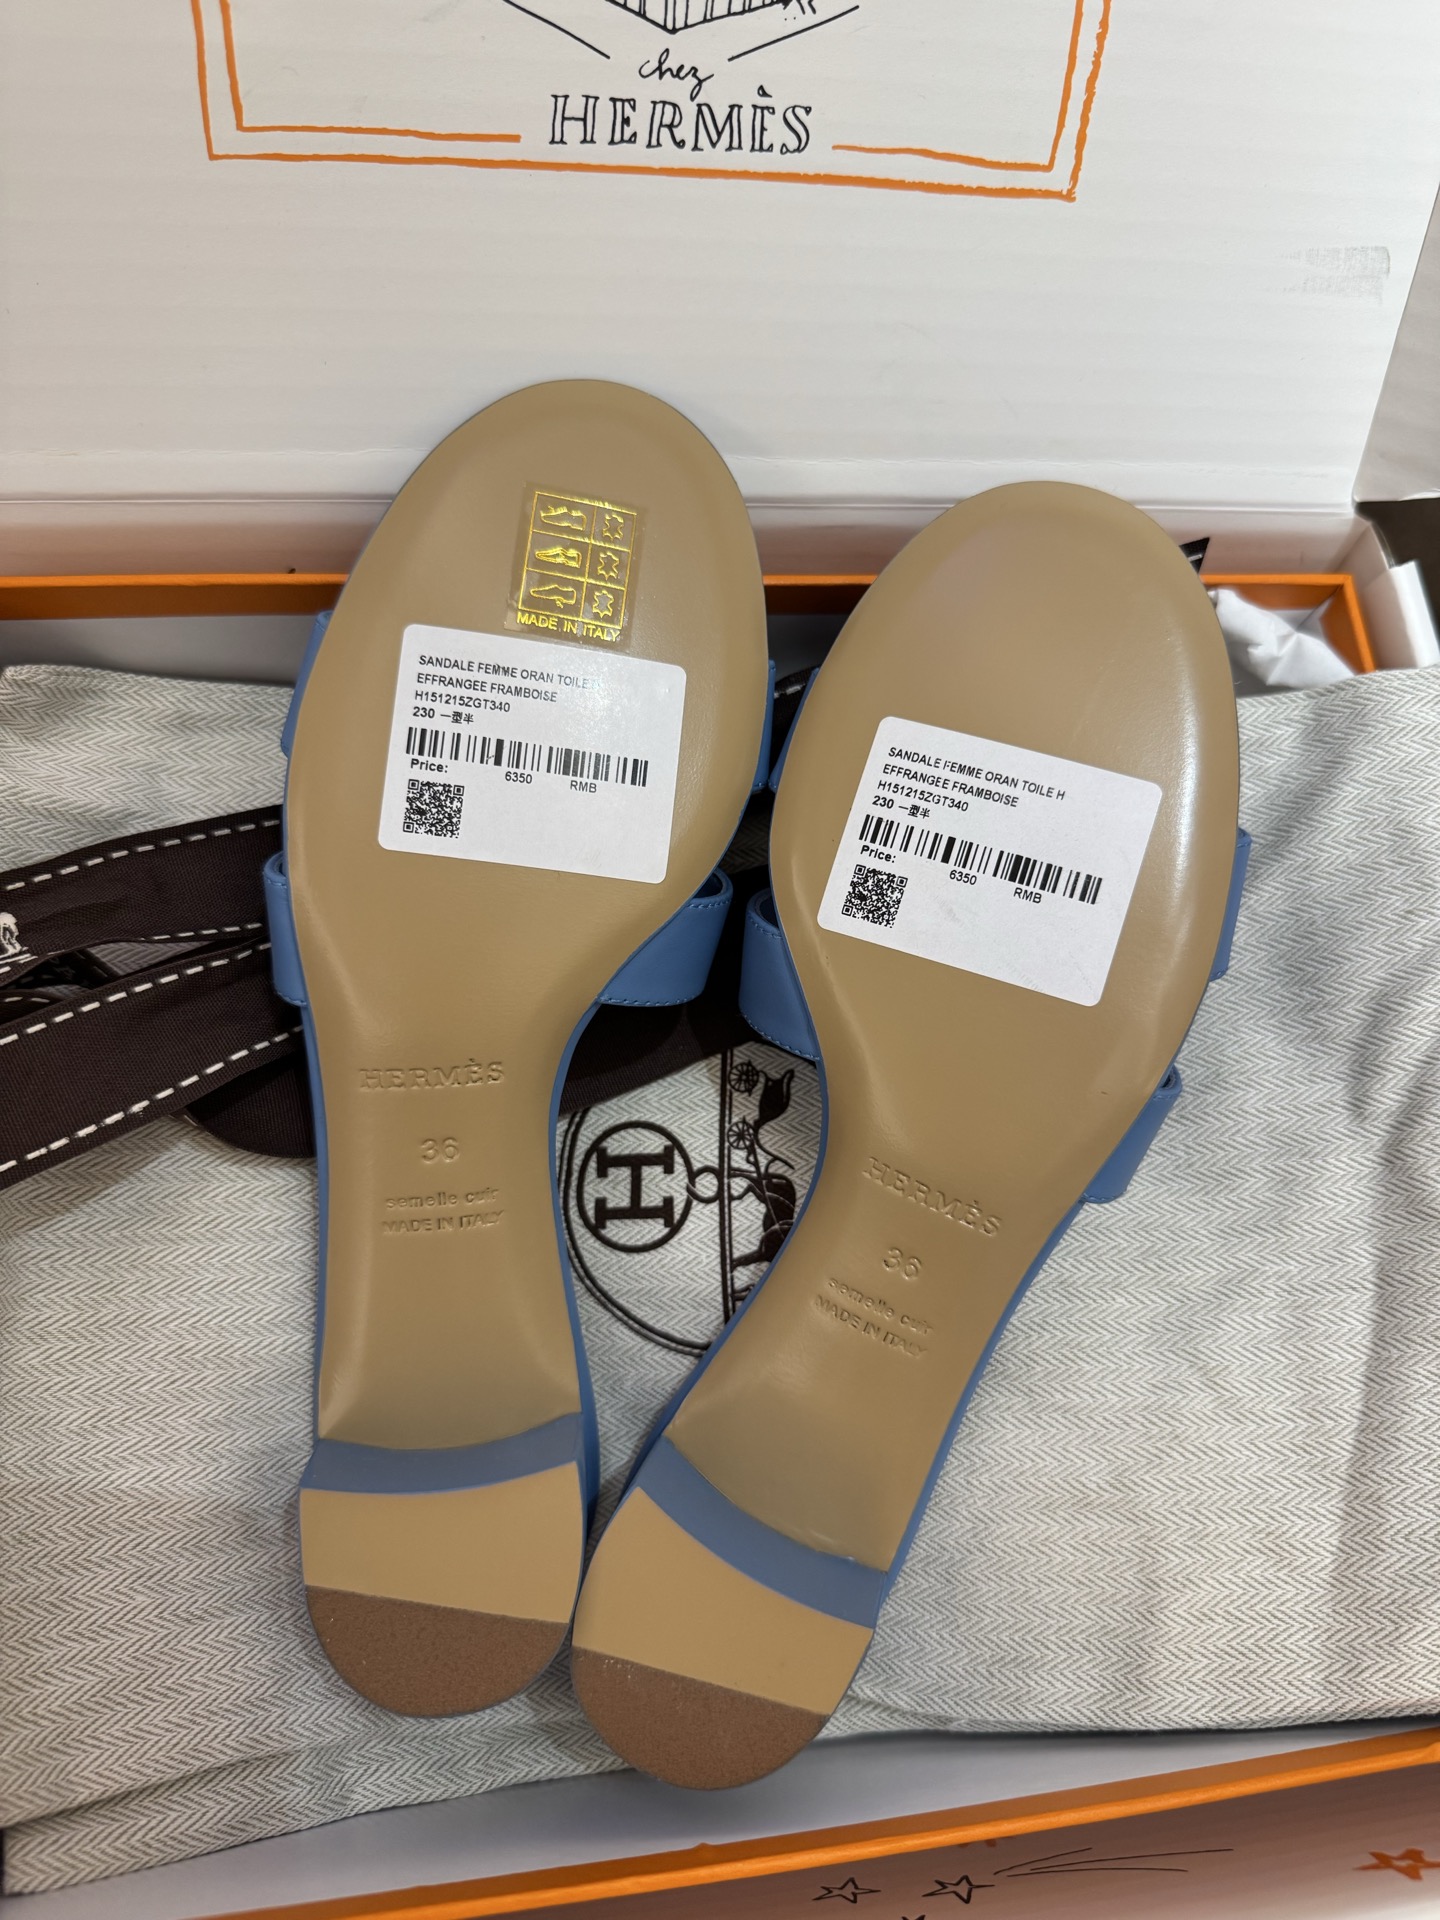 chez
HERMÈS
MADE IN ITALY
SANDALE FEMME ORAN TOILE
EFFRANGEE FRAMBOISE
H151215ZGT340
230 一型半
Price:
6350
RMB
SANDALE FEMME ORAN TOILE H
EFFRANGEE FRAMBOISE
H151215ZGT340
230 一型半
Price:
6350
RMB
HERMÈS
36
semelle cuir
MADE IN ITALY
HERMÈS
36
semelle cuir
MADE IN ITALY
H